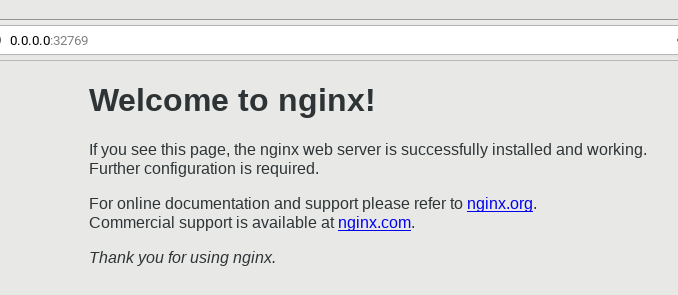 0.0.0.0:32769
Welcome to nginx!
If you see this page, the nginx web server is successfully installed and working.
Further configuration is required.
For online documentation and support please refer to nginx.org.
Commercial support is available at nginx.com.
Thank you for using nginx.